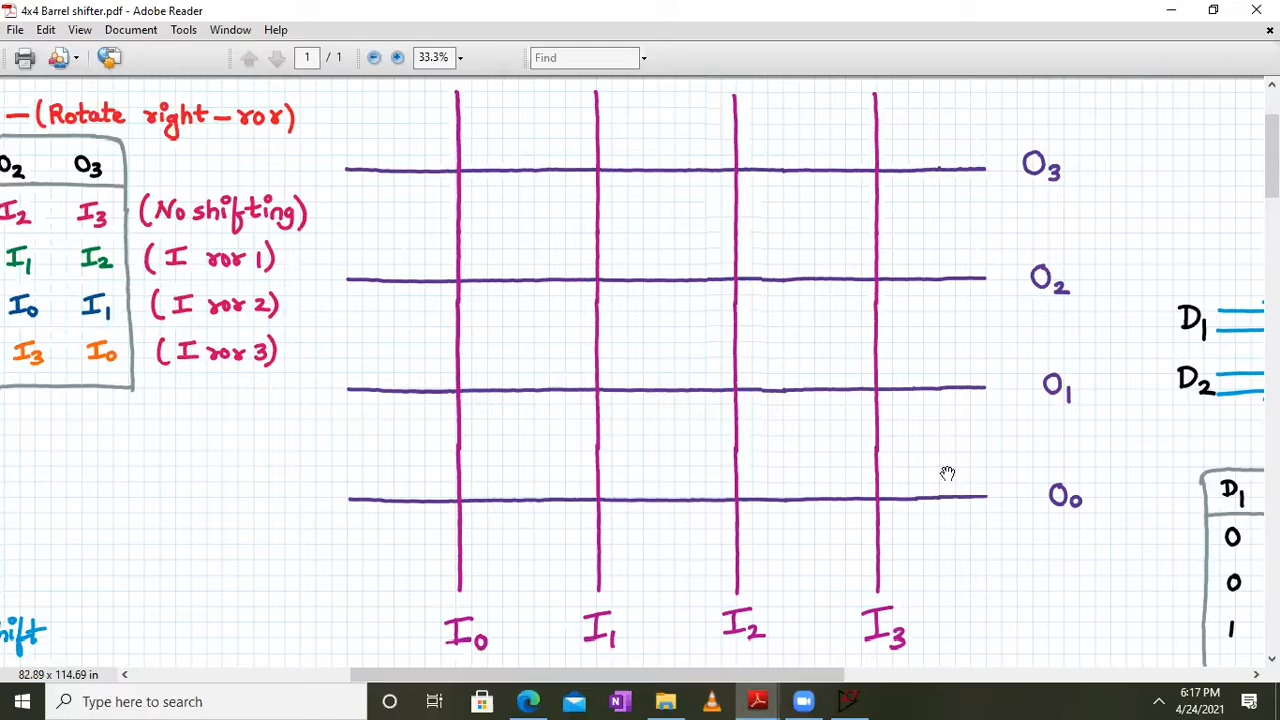 4x4 Barrel shifter.pdf - Adobe Reader
File Edit View Document Tools Window Help
1 / 1 33.3% Find
– (Rotate right – ror)
O2 O3
I2 I3 (No shifting)
I1 I2 (I ror 1)
I0 I1 (I ror 2)
I3 I0 (I ror 3)
O3
O2
O1
O0
I0 I1 I2 I3
D1
D2
D1
0
0
1
82.89 x 114.69 in
Type here to search
6:17 PM
4/24/2021